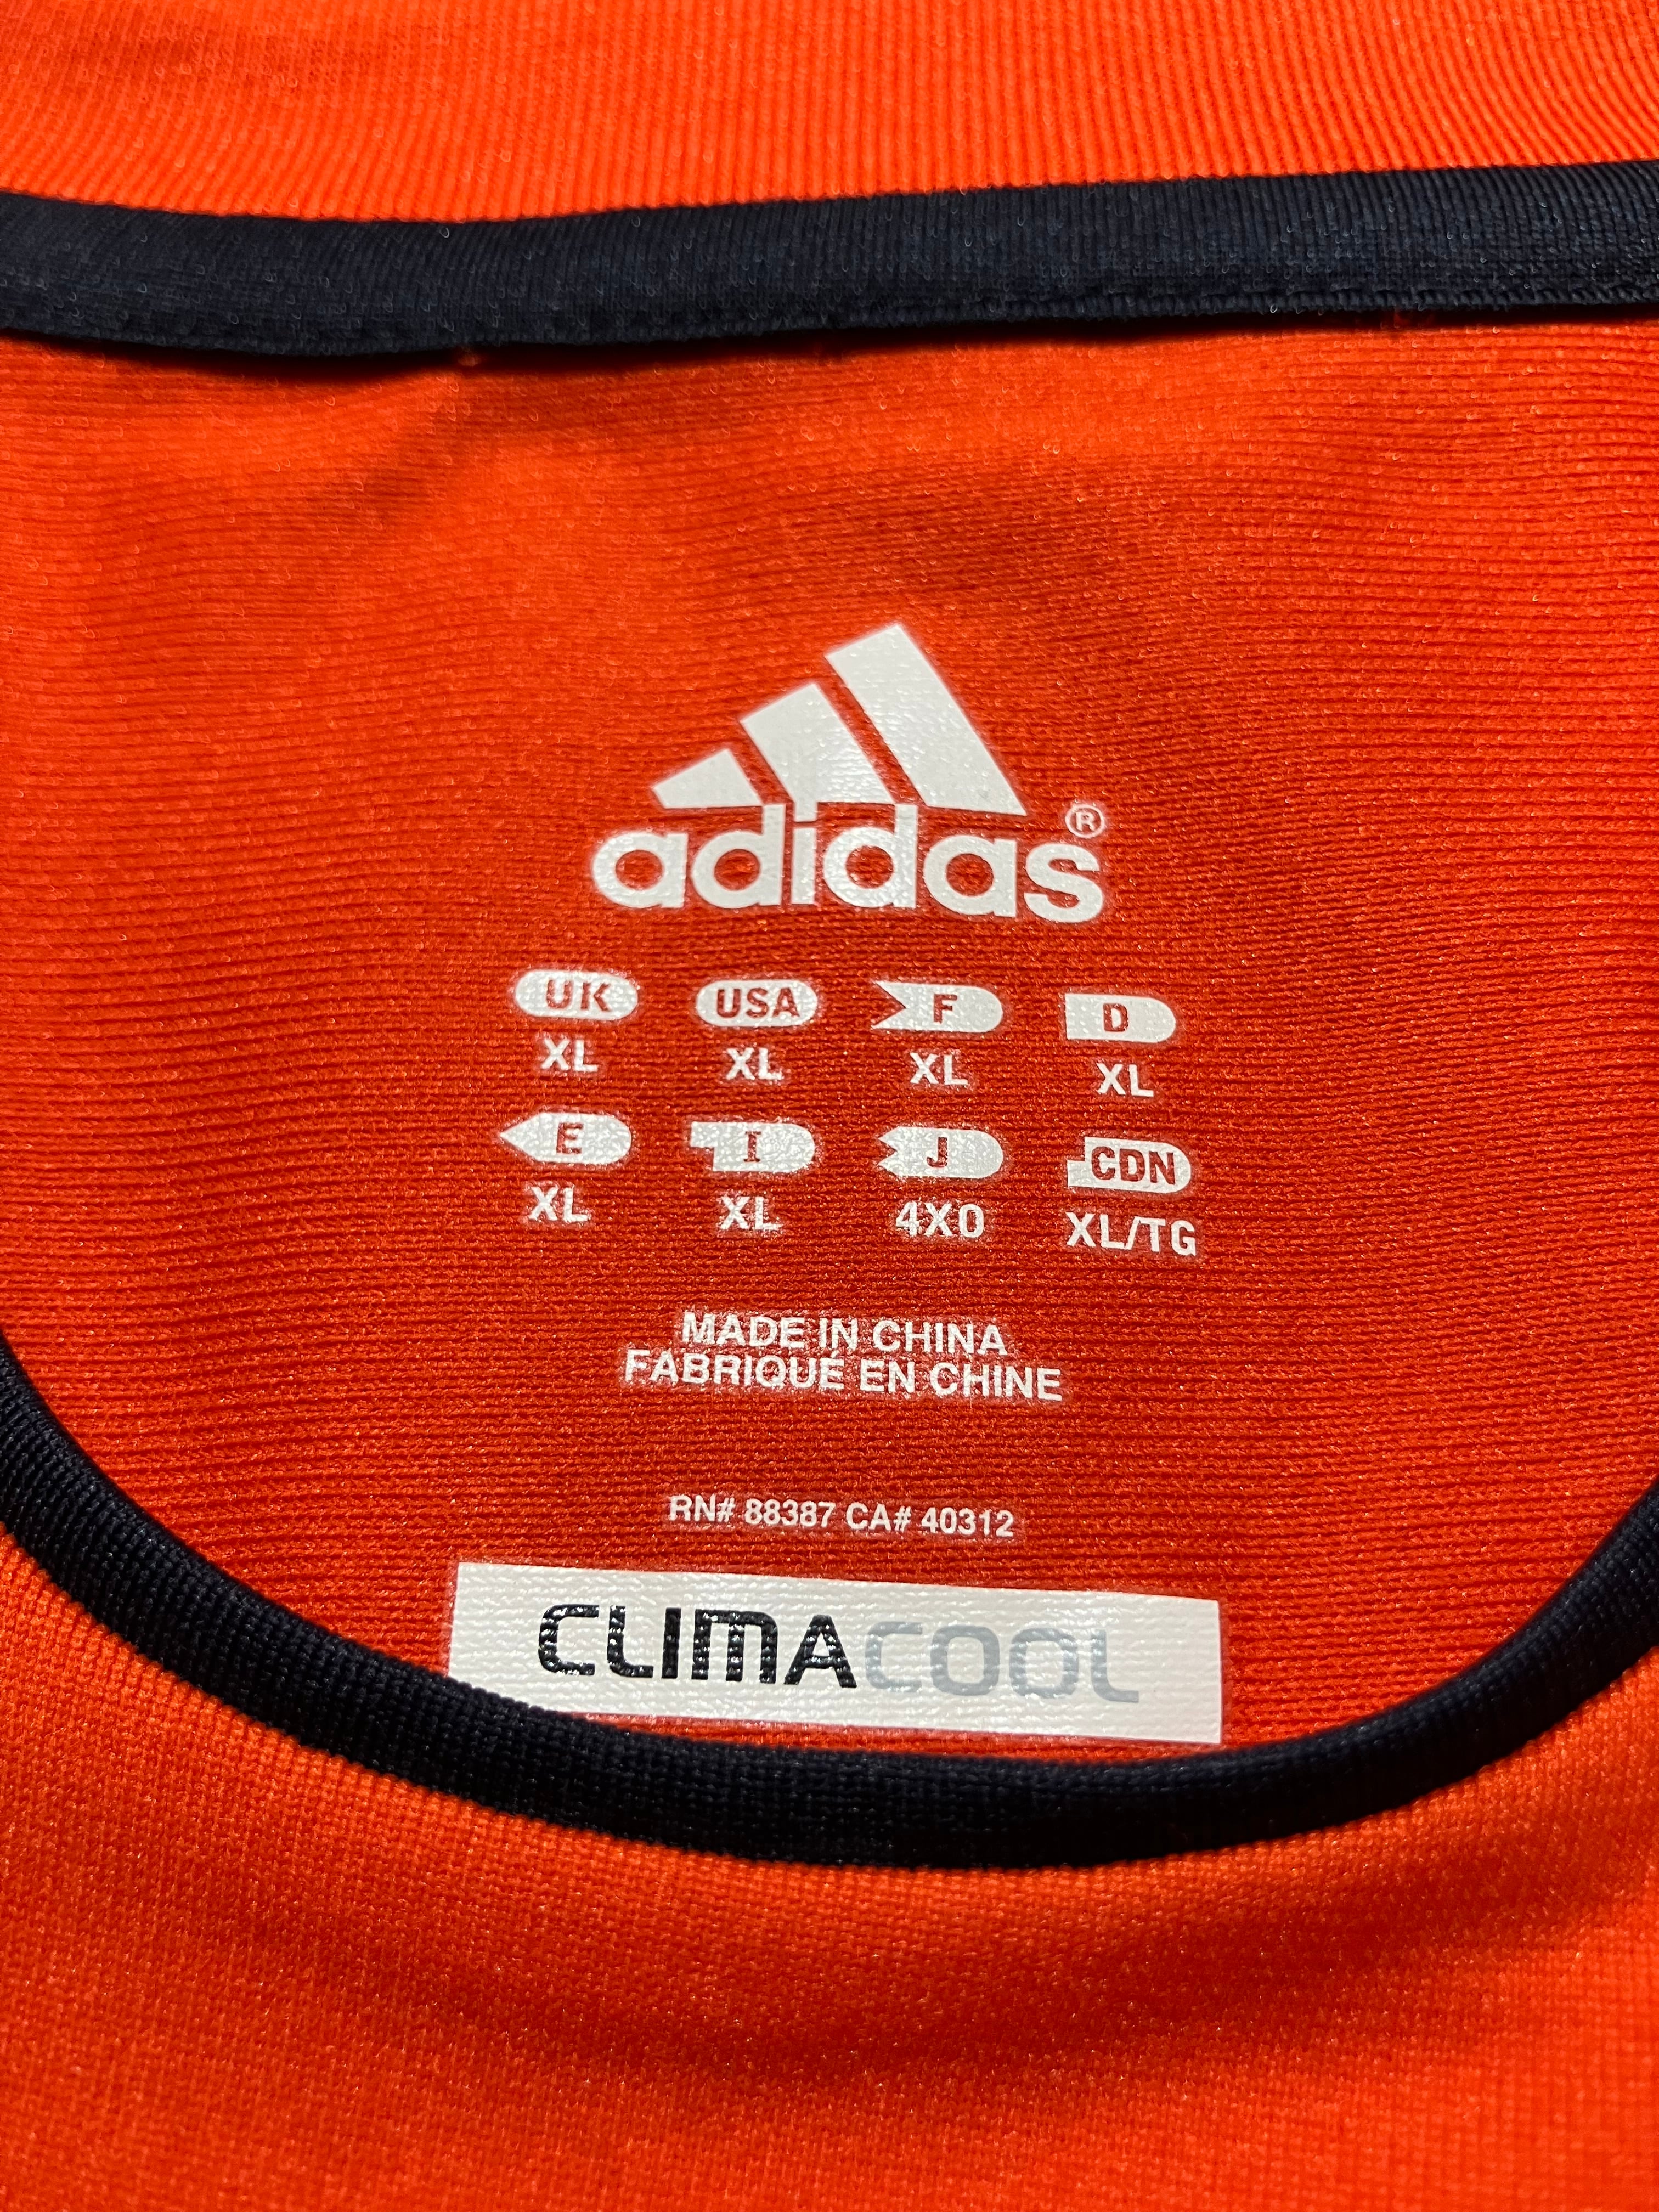 adidas®
UK USA F D
XL XL XL XL
E I J CDN
XL XL 4XO XL/TG
MADE IN CHINA
FABRIQUÉ EN CHINE
RN# 88387 CA# 40312
CLIMACOOL